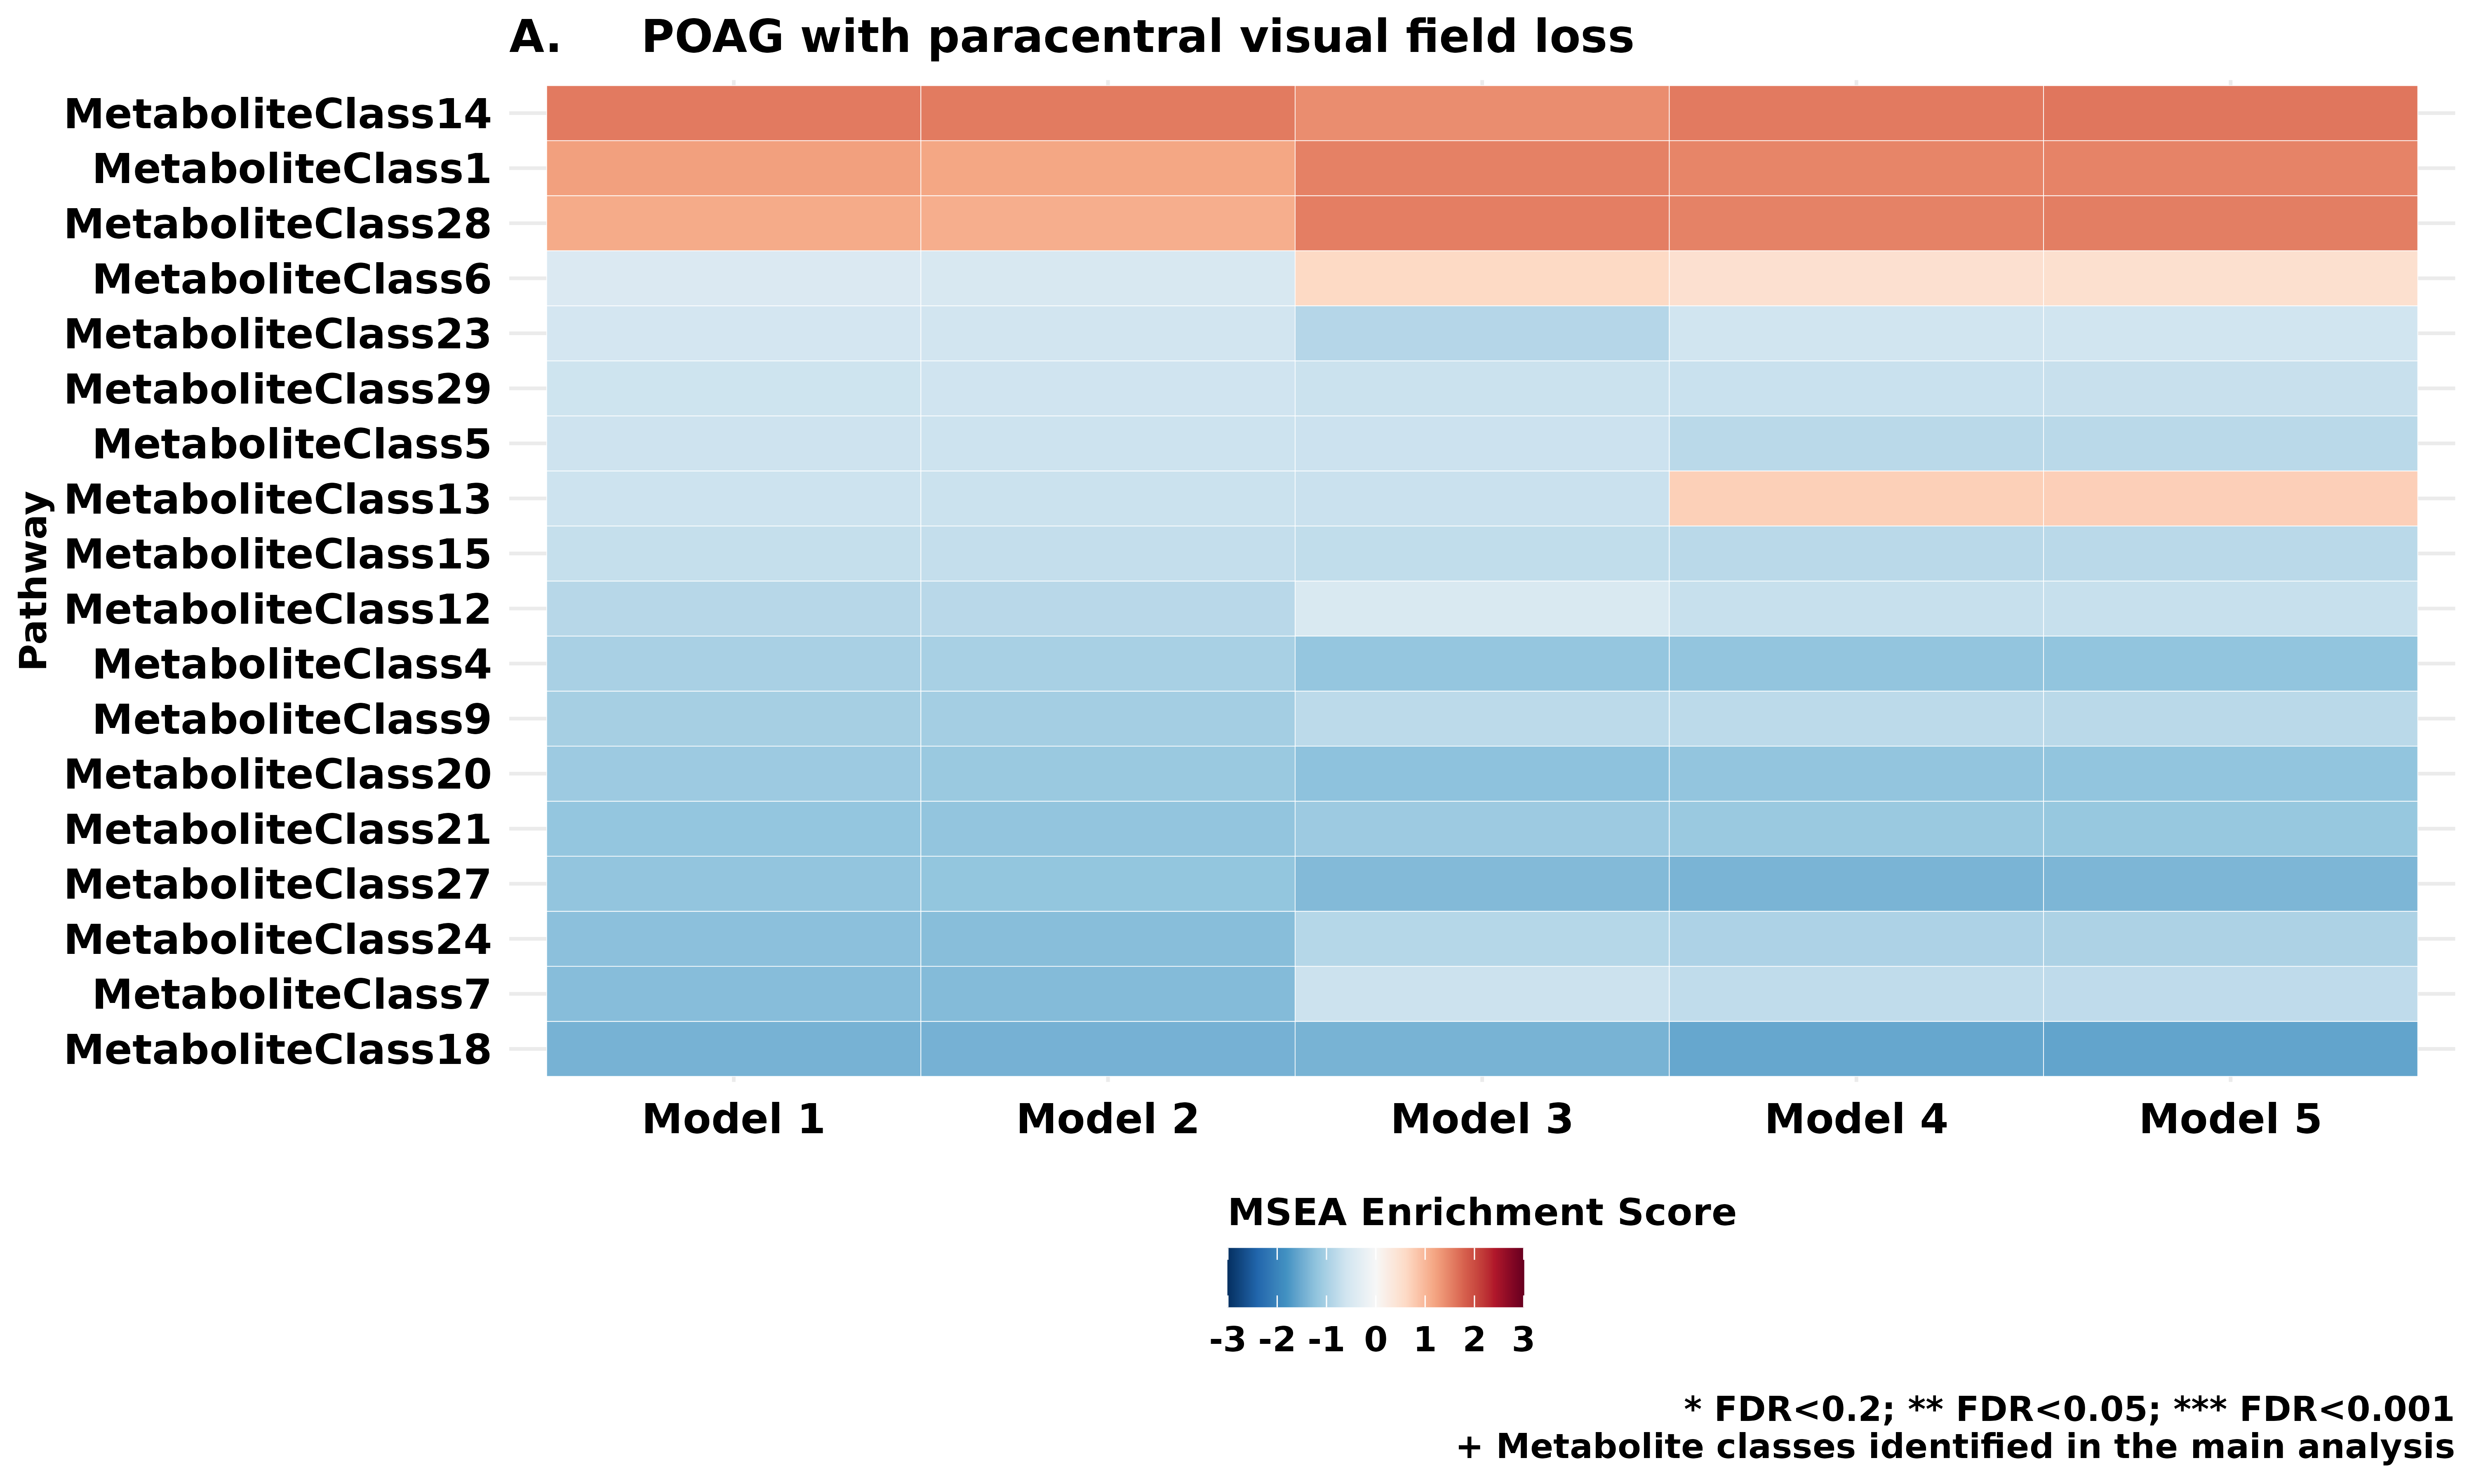 A. POAG with paracentral visual field loss
MetaboliteClass14
MetaboliteClass1
MetaboliteClass28
MetaboliteClass6
MetaboliteClass23
MetaboliteClass29
MetaboliteClass5
MetaboliteClass13
MetaboliteClass15
MetaboliteClass12
MetaboliteClass4
MetaboliteClass9
MetaboliteClass20
MetaboliteClass21
MetaboliteClass27
MetaboliteClass24
MetaboliteClass7
MetaboliteClass18
Pathway
Model 1 Model 2 Model 3 Model 4 Model 5
MSEA Enrichment Score
-3 -2 -1 0 1 2 3
* FDR<0.2; ** FDR<0.05; *** FDR<0.001
+ Metabolite classes identified in the main analysis